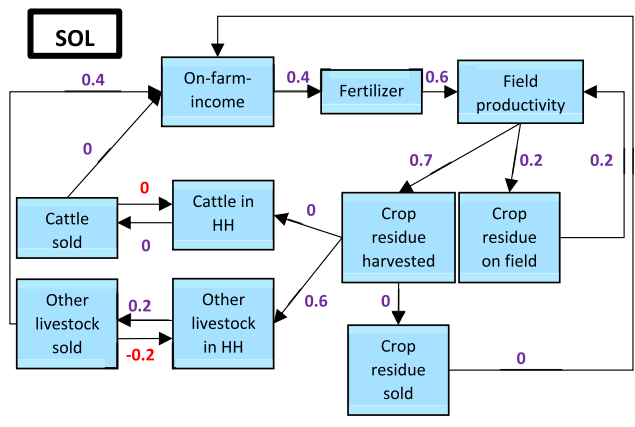 SOL
0.4
On-farm-
income
0.4
Fertilizer
0.6
Field
productivity
0
0.7
0.2
0.2
Cattle
sold
0
0
Cattle in
HH
0
Crop
residue
harvested
Crop
residue
on field
Other
livestock
sold
0.2
-0.2
Other
livestock
in HH
0.6
0
Crop
residue
sold
0